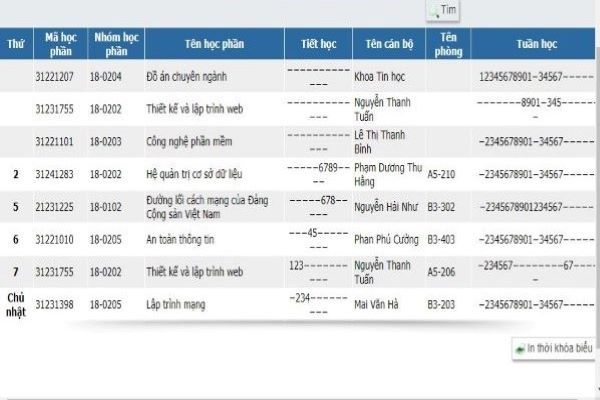 Tìm
Thứ Mã học phần Nhóm học phần Tên học phần Tiết học Tên cán bộ Tên phòng Tuần học
31221207 18-0204 Đồ án chuyên ngành ------------- Khoa Tin học 12345678901-34567-----
31231755 18-0202 Thiết kế và lập trình web ------------- Nguyễn Thanh Tuấn --------8901-345------
31221101 18-0203 Công nghệ phần mềm ------------- Lê Thị Thanh Bình -2345678901-34567-----
2 31241283 18-0202 Hệ quản trị cơ sở dữ liệu -----6789---- Phạm Dương Thu Hằng A5-210 -2345678901-34567-----
5 21231225 18-0102 Đường lối cách mạng của Đảng Cộng sản Việt Nam -----678----- Nguyễn Hải Như B3-302 -2345678901234567-----
6 31221010 18-0205 An toàn thông tin ---45-------- Phan Phú Cường B3-403 -2345678901-34567-----
7 31231755 18-0202 Thiết kế và lập trình web 123---------- Nguyễn Thanh Tuấn A5-206 -234567---------67-----
Chủ nhật 31231398 18-0205 Lập trình mạng -234--------- Mai Văn Hà B3-203 -2345678901-34567-----
In thời khóa biểu